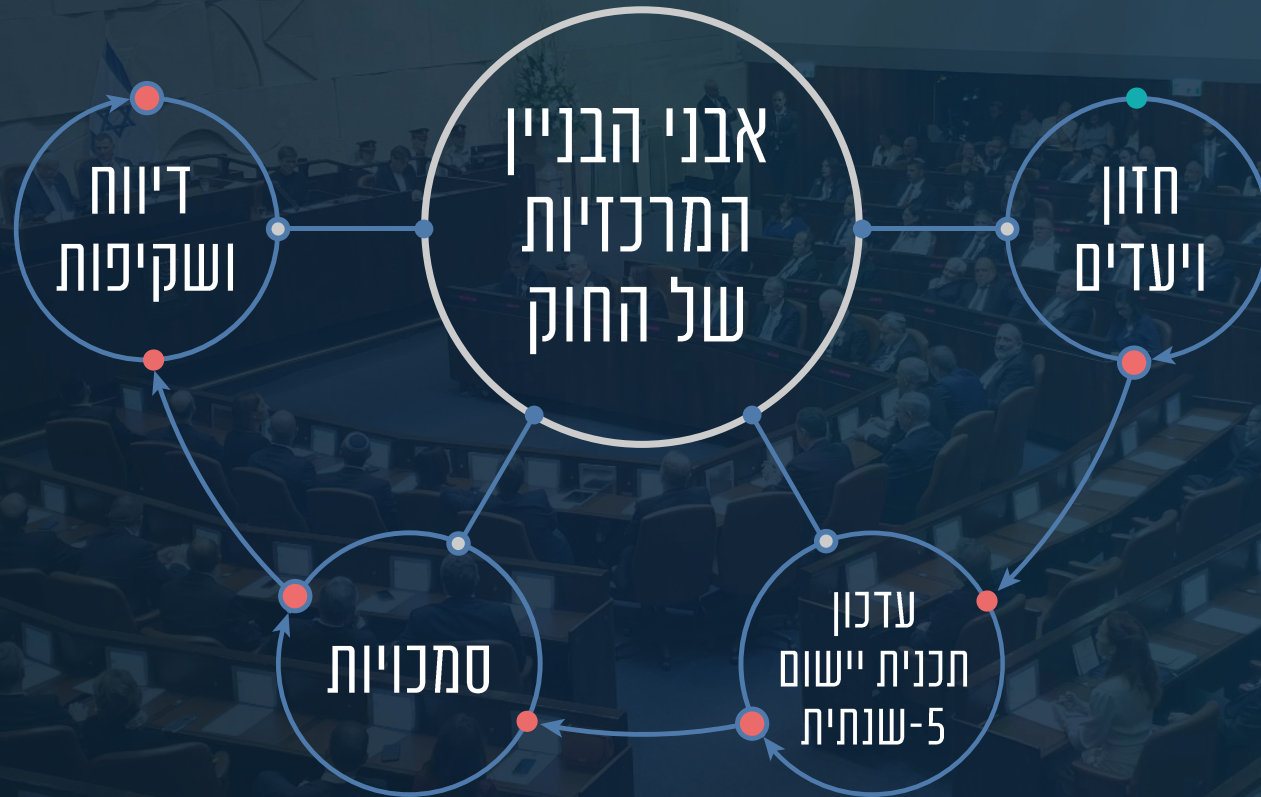 אבני הבניין
המרכזיות
של החוק
חזון
ויעדים
עדכון
תכנית יישום
5-שנתית
סמכויות
דיווח
ושקיפות